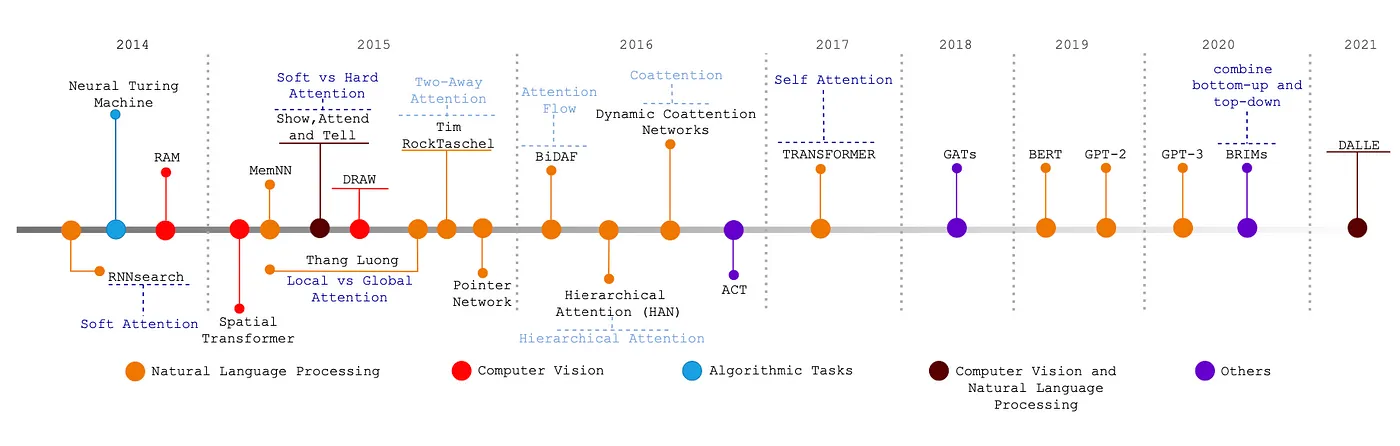 2014
2015
2016
2017
2018
2019
2020
2021
Neural Turing
Machine
RAM
RNNsearch
Soft Attention
Soft vs Hard
Attention
Show,Attend
and Tell
MemNN
DRAW
Two-Away
Attention
Tim
RockTaschel
Thang Luong
Local vs Global
Attention
Spatial
Transformer
Pointer
Network
Attention
Flow
BiDAF
Coattention
Dynamic Coattention
Networks
Hierarchical
Attention (HAN)
Hierarchical Attention
ACT
Self Attention
TRANSFORMER
GATs
BERT
GPT-2
GPT-3
combine
bottom-up and
top-down
BRIMs
DALLE
Natural Language Processing
Computer Vision
Algorithmic Tasks
Computer Vision and
Natural Language
Processing
Others